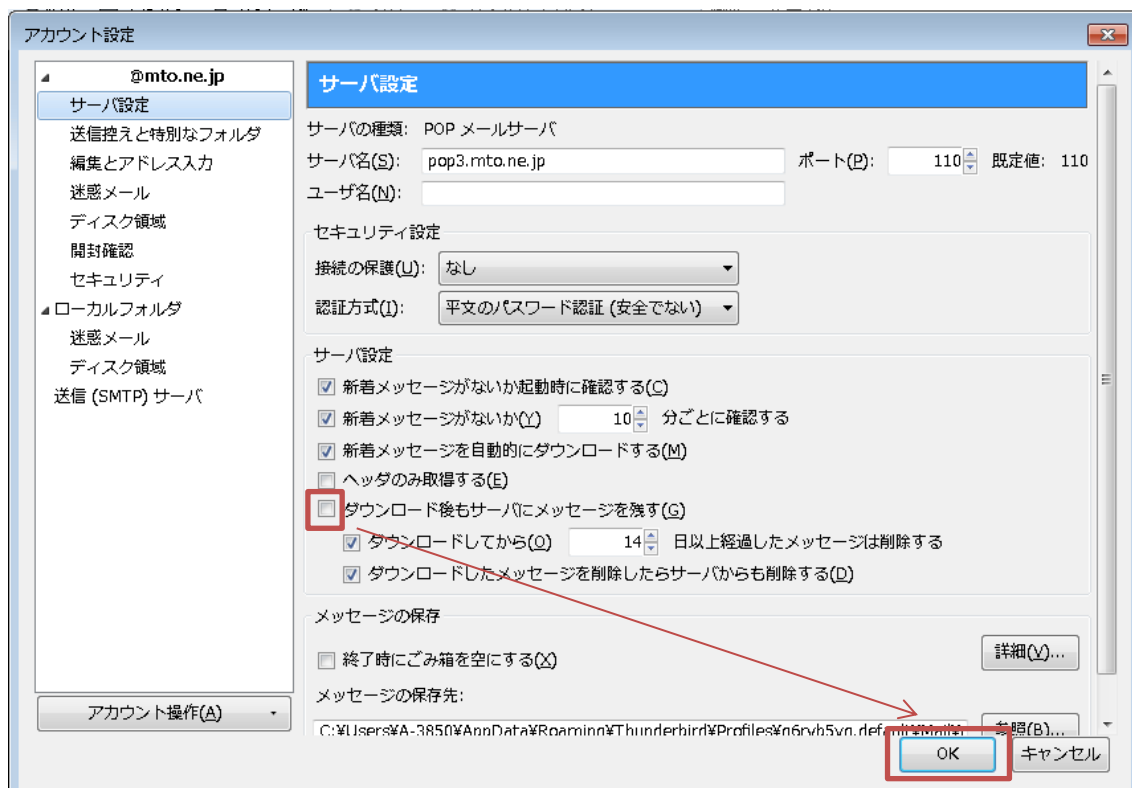 アカウント設定
@mto.ne.jp
サーバ設定
送信控えと特別なフォルダ
編集とアドレス入力
迷惑メール
ディスク領域
開封確認
セキュリティ
ローカルフォルダ
迷惑メール
ディスク領域
送信 (SMTP) サーバ
アカウント操作(A)
サーバ設定
サーバの種類: POP メールサーバ
サーバ名(S): pop3.mto.ne.jp ポート(P): 110 既定値: 110
ユーザ名(N):
セキュリティ設定
接続の保護(U): なし
認証方式(I): 平文のパスワード認証 (安全でない)
サーバ設定
新着メッセージがないか起動時に確認する(C)
新着メッセージがないか(Y) 10 分ごとに確認する
新着メッセージを自動的にダウンロードする(M)
ヘッダのみ取得する(E)
ダウンロード後もサーバにメッセージを残す(G)
ダウンロードしてから(O) 14 日以上経過したメッセージは削除する
ダウンロードしたメッセージを削除したらサーバからも削除する(D)
メッセージの保存
終了時にごみ箱を空にする(X)
詳細(V)...
メッセージの保存先:
C:¥Users¥A-3850¥AppData¥Roaming¥Thunderbird¥Profiles¥ 参照(B)...
OK
キャンセル